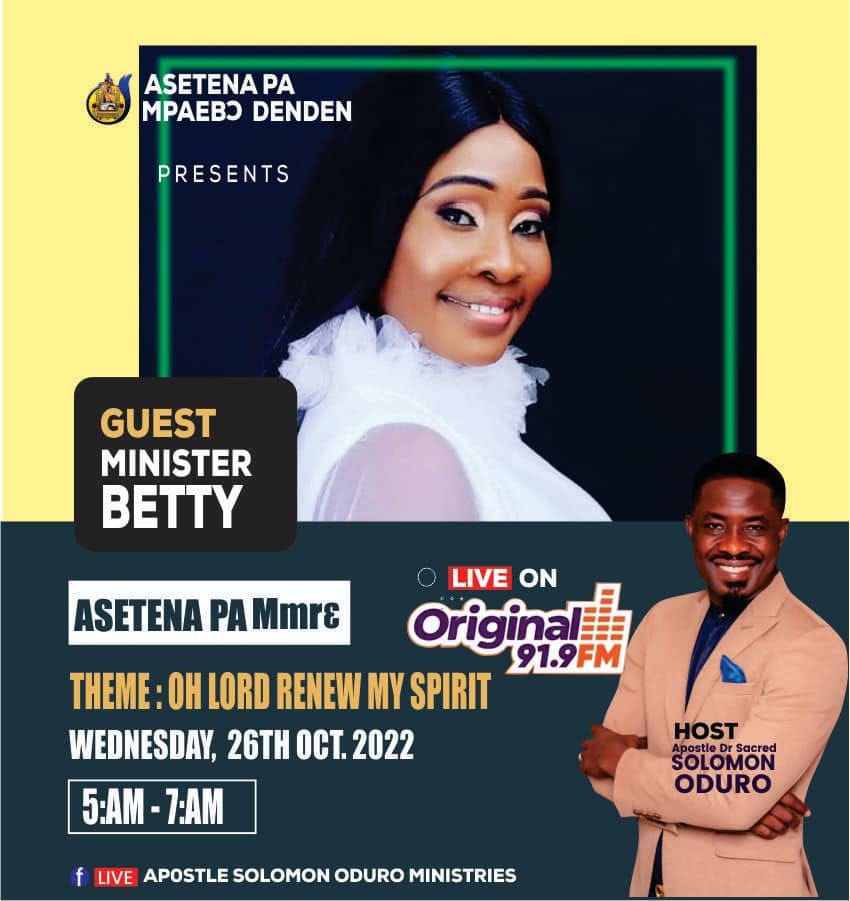 ASETENA PA
MPAEBƆ DENDEN
PRESENTS
GUEST
MINISTER
BETTY
LIVE ON
Original
91.9FM
ASETENA PA Mmrɛ
THEME : OH LORD RENEW MY SPIRIT
WEDNESDAY, 26TH OCT. 2022
5:AM - 7:AM
HOST
Apostle Dr Sacred
SOLOMON
ODURO
f LIVE APOSTLE SOLOMON ODURO MINISTRIES